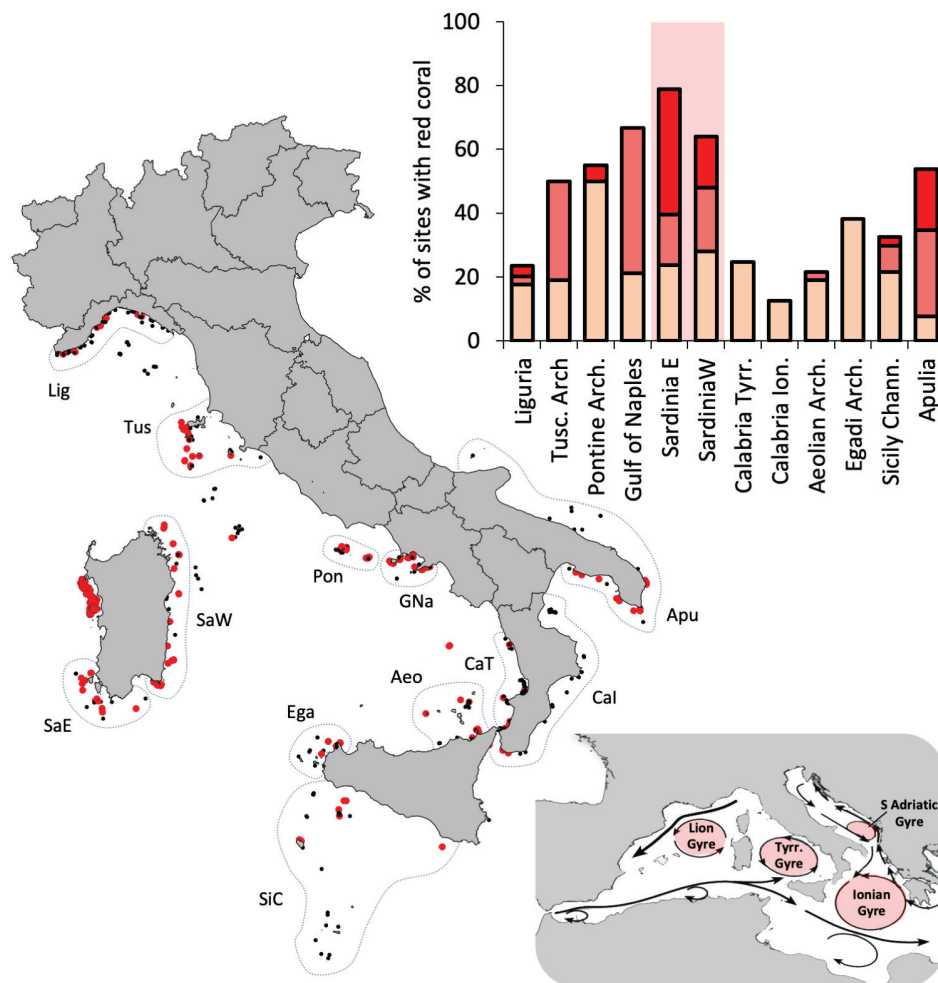 % of sites with red coral
100
80
60
40
20
0
Liguria
Tusc. Arch
Pontine Arch.
Gulf of Naples
Sardinia E
SardiniaW
Calabria Tyrr.
Calabria Ion.
Aeolian Arch.
Egadi Arch.
Sicily Chann.
Apulia
Lig
Tus
Pon
GNa
Apu
SaW
SaE
Aeo
CaT
Cal
Ega
SiC
S Adriatic
Gyre
Lion
Gyre
Tyrr.
Gyre
Ionian
Gyre